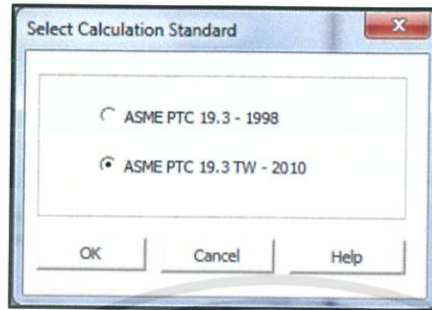 Select Calculation Standard
ASME PTC 19.3 - 1998
ASME PTC 19.3 TW - 2010
OK
Cancel
Help